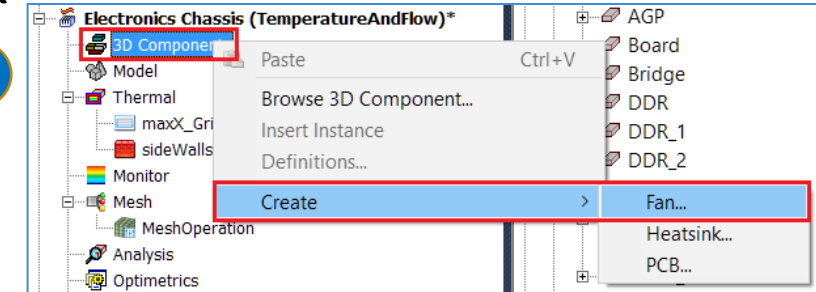 Electronics Chassis (TemperatureAndFlow)*
3D Component
Model
Thermal
maxX_Gri
sideWalls
Monitor
Mesh
MeshOperation
Analysis
Optimetrics
Paste Ctrl+V
Browse 3D Component...
Insert Instance
Definitions...
Create >
Fan...
Heatsink...
PCB...
AGP
Board
Bridge
DDR
DDR_1
DDR_2